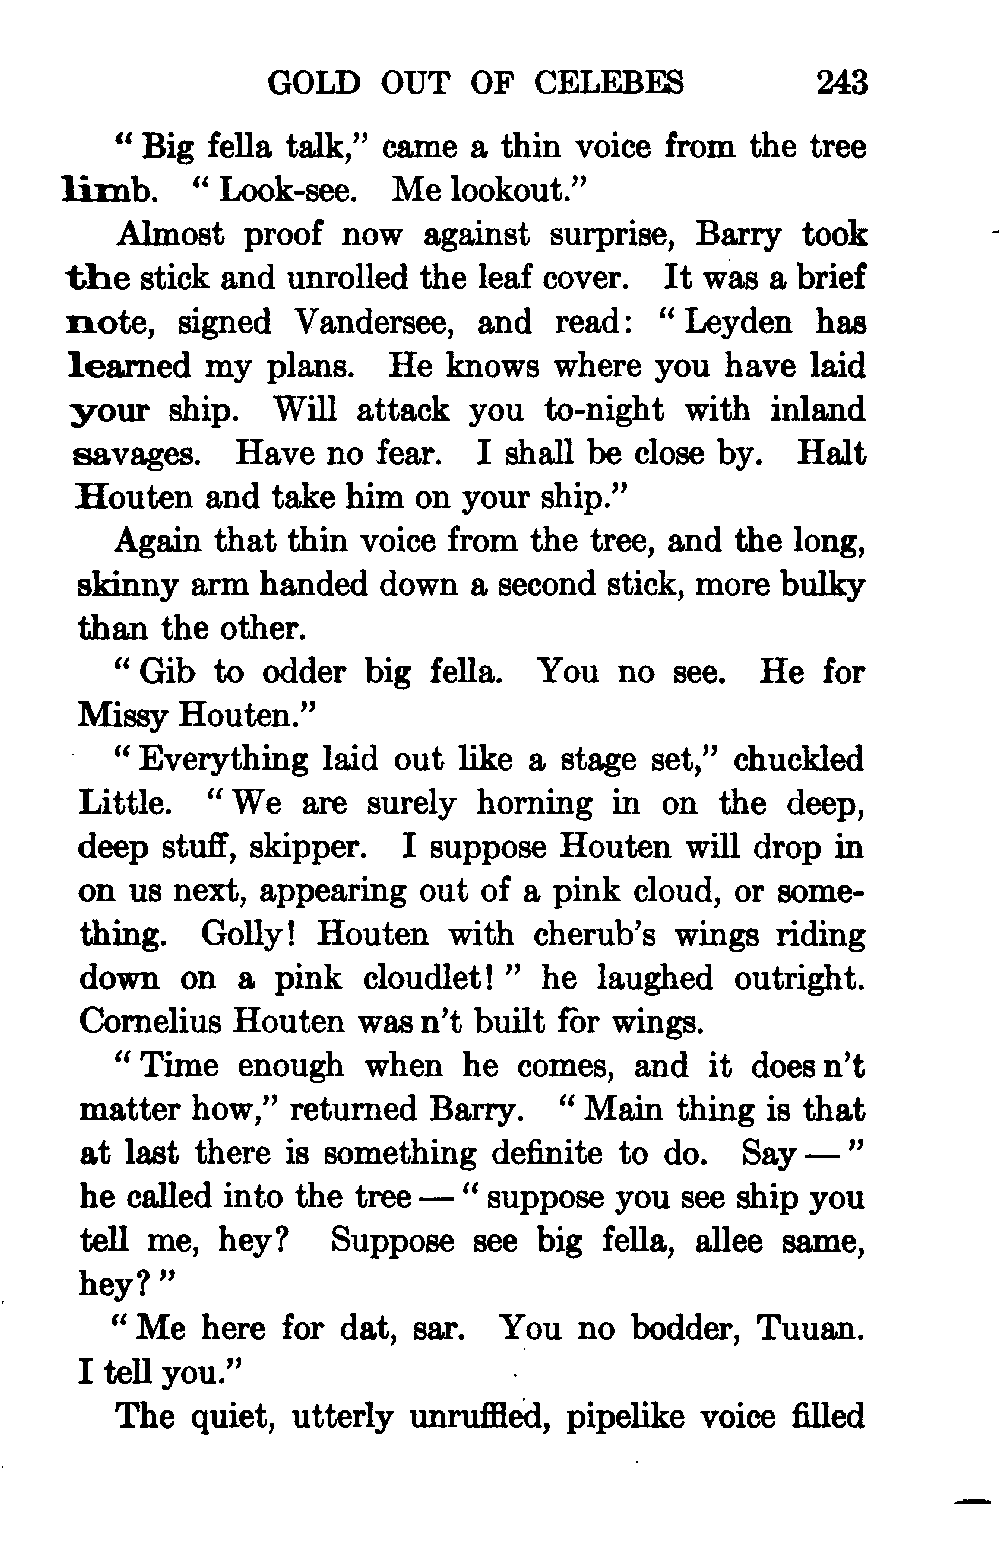 GOLD OUT OF CELEBES 243
“ Big fella talk,” came a thin voice from the tree
limb. “ Look-see. Me lookout.”
Almost proof now against surprise, Barry took
the stick and unrolled the leaf cover. It was a brief
note, signed Vandersee, and read: “ Leyden has
learned my plans. He knows where you have laid
your ship. Will attack you to-night with inland
savages. Have no fear. I shall be close by. Halt
Houten and take him on your ship.”
Again that thin voice from the tree, and the long,
skinny arm handed down a second stick, more bulky
than the other.
“ Gib to odder big fella. You no see. He for
Missy Houten.”
“ Everything laid out like a stage set,” chuckled
Little. “ We are surely horning in on the deep,
deep stuff, skipper. I suppose Houten will drop in
on us next, appearing out of a pink cloud, or some-
thing. Golly! Houten with cherub’s wings riding
down on a pink cloudlet! ” he laughed outright.
Cornelius Houten was n’t built for wings.
“ Time enough when he comes, and it does n’t
matter how,” returned Barry. “ Main thing is that
at last there is something definite to do. Say — ”
he called into the tree — “ suppose you see ship you
tell me, hey? Suppose see big fella, allee same,
hey? ”
“ Me here for dat, sar. You no bodder, Tuuan.
I tell you.”
The quiet, utterly unruffled, pipelike voice filled